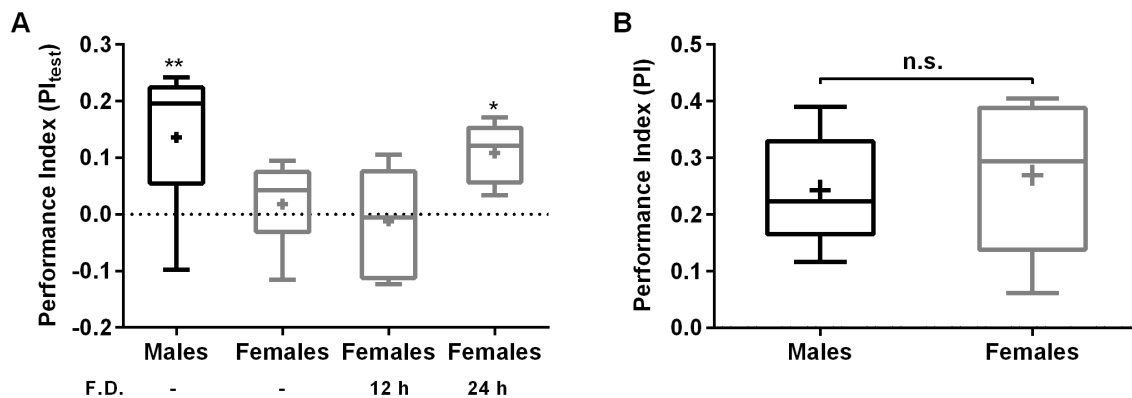 A
Performance Index (PItest)
0.3
0.2
0.1
0.0
-0.1
-0.2
**
*
Males Females Females Females
F.D. - - 12 h 24 h
B
Performance Index (PI)
0.5
0.4
0.3
0.2
0.1
0.0
n.s.
Males Females